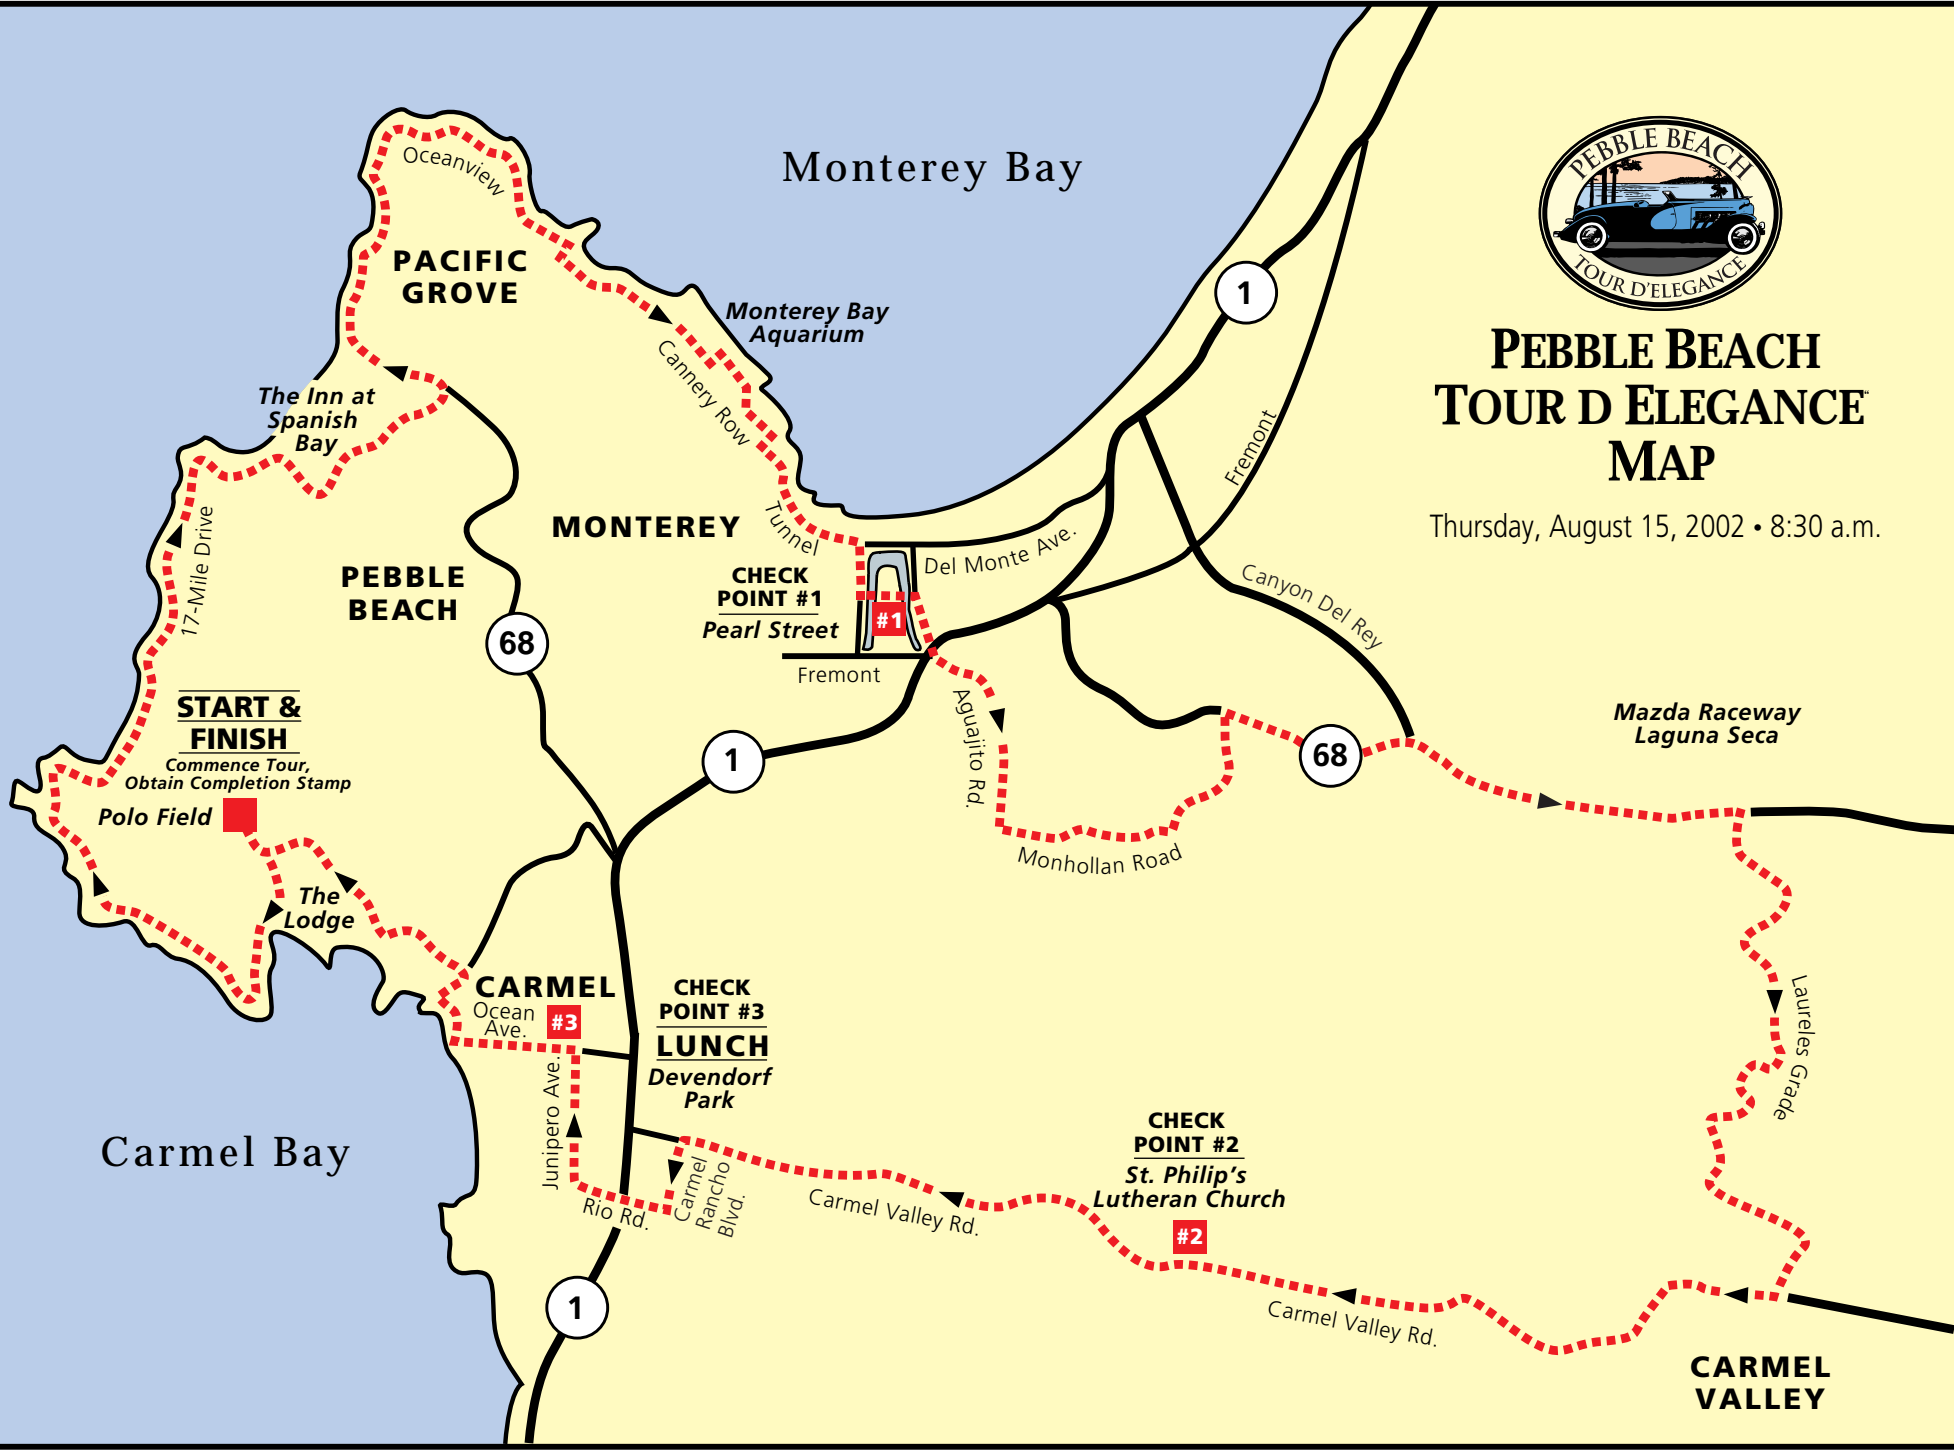 Monterey Bay
PEBBLE BEACH
TOUR D'ELEGANCE
PEBBLE BEACH
TOUR D ELEGANCE
MAP
Thursday, August 15, 2002 • 8:30 a.m.
Oceanview
PACIFIC
GROVE
1
Monterey Bay
Aquarium
Cannery Row
The Inn at
Spanish
Bay
Fremont
MONTEREY
Tunnel
Del Monte Ave.
17-Mile Drive
PEBBLE
BEACH
CHECK
POINT #1
Pearl Street
#1
Canyon Del Rey
68
Fremont
START &
FINISH
Commence Tour,
Obtain Completion Stamp
Polo Field
1
Aguajito Rd.
68
Mazda Raceway
Laguna Seca
Monhollan Road
The
Lodge
CARMEL
Ocean
Ave.
#3
CHECK
POINT #3
LUNCH
Devendorf
Park
Laureles Grade
Junipero Ave.
Carmel Bay
Carmel
Rancho
Blvd.
Rio Rd.
Carmel Valley Rd.
CHECK
POINT #2
St. Philip's
Lutheran Church
#2
1
Carmel Valley Rd.
CARMEL
VALLEY